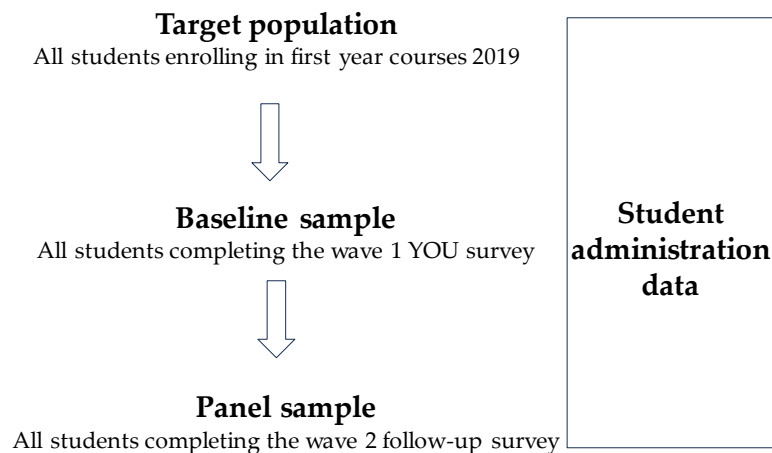 Target population
All students enrolling in first year courses 2019
Baseline sample
All students completing the wave 1 YOU survey
Panel sample
All students completing the wave 2 follow-up survey
Student
administration
data